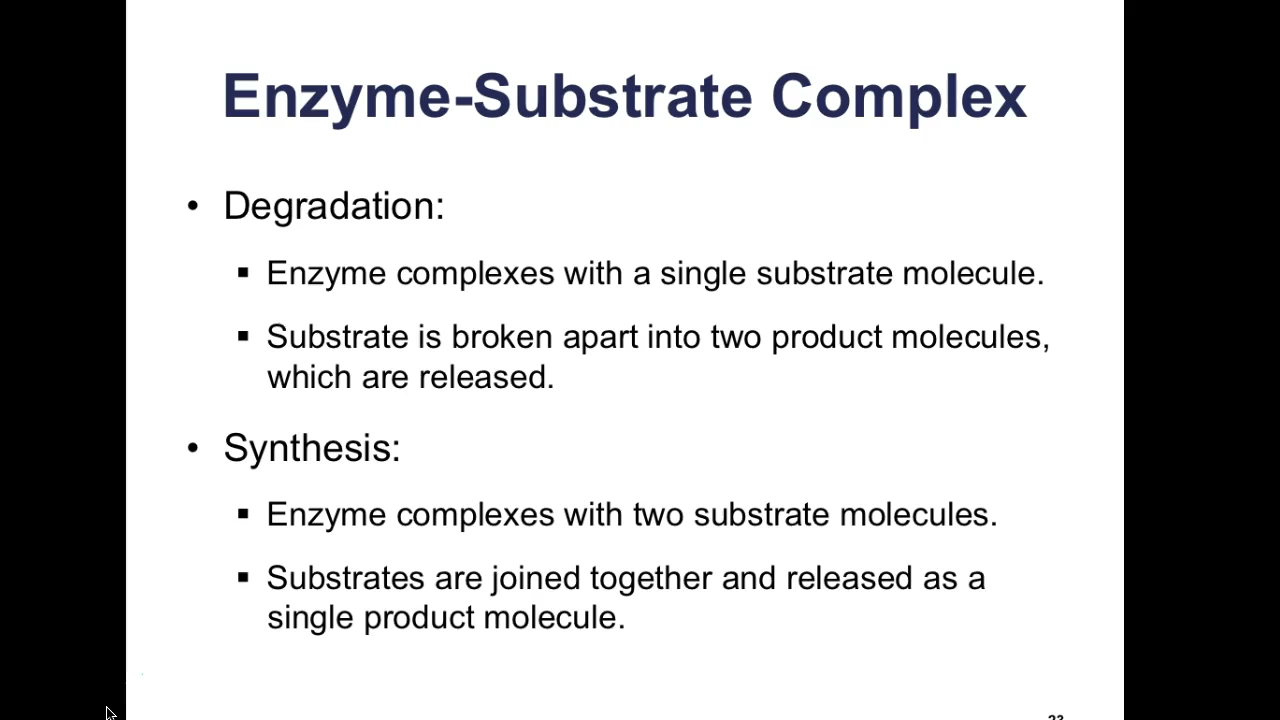 Enzyme-Substrate Complex
• Degradation:
▪ Enzyme complexes with a single substrate molecule.
▪ Substrate is broken apart into two product molecules,
which are released.
• Synthesis:
▪ Enzyme complexes with two substrate molecules.
▪ Substrates are joined together and released as a
single product molecule.
23